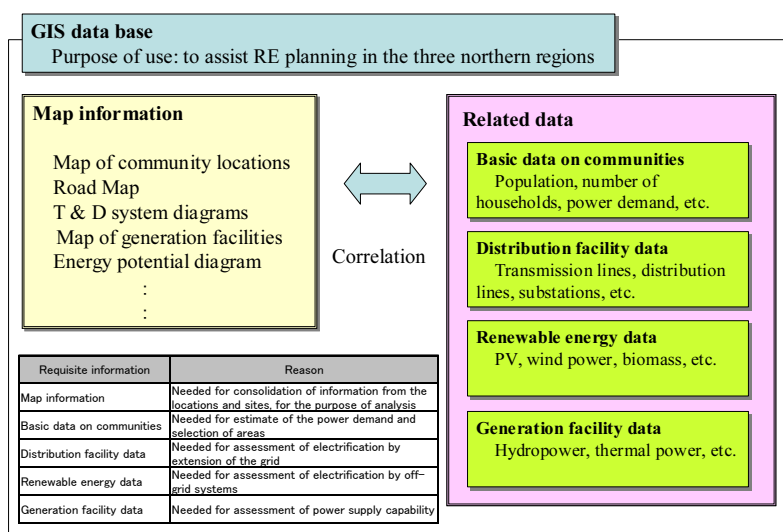 GIS data base
Purpose of use: to assist RE planning in the three northern regions
Map information
Map of community locations
Road Map
T & D system diagrams
Map of generation facilities
Energy potential diagram
:
:
Correlation
Related data
Basic data on communities
Population, number of
households, power demand, etc.
Distribution facility data
Transmission lines, distribution
lines, substations, etc.
Renewable energy data
PV, wind power, biomass, etc.
Generation facility data
Hydropower, thermal power, etc.
Requisite information Reason
Map information Needed for consolidation of information from the
locations and sites, for the purpose of analysis
Basic data on communities Needed for estimate of the power demand and
selection of areas
Distribution facility data Needed for assessment of electrification by
extension of the grid
Renewable energy data Needed for assessment of electrification by off-
grid systems
Generation facility data Needed for assessment of power supply capability